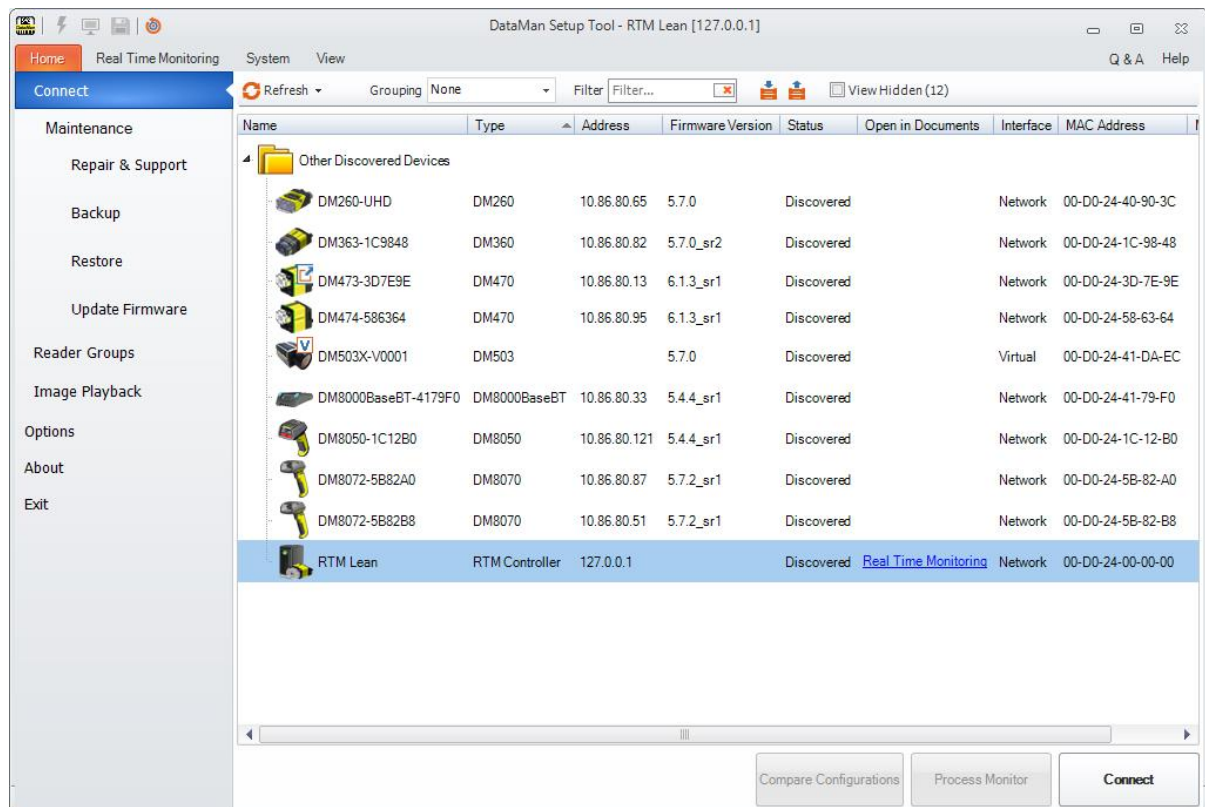 DataMan Setup Tool - RTM Lean [127.0.0.1]
Home Real Time Monitoring System View Q & A Help
Connect
Maintenance
Repair & Support
Backup
Restore
Update Firmware
Reader Groups
Image Playback
Options
About
Exit
Refresh Grouping None Filter Filter... View Hidden (12)
Name Type Address Firmware Version Status Open in Documents Interface MAC Address
Other Discovered Devices
DM260-UHD DM260 10.86.80.65 5.7.0 Discovered Network 00-D0-24-40-90-3C
DM363-1C9848 DM360 10.86.80.82 5.7.0_sr2 Discovered Network 00-D0-24-1C-98-48
DM473-3D7E9E DM470 10.86.80.13 6.1.3_sr1 Discovered Network 00-D0-24-3D-7E-9E
DM474-586364 DM470 10.86.80.95 6.1.3_sr1 Discovered Network 00-D0-24-58-63-64
V DM503X-V0001 DM503 5.7.0 Discovered Virtual 00-D0-24-41-DA-EC
DM8000BaseBT-4179F0 DM8000BaseBT 10.86.80.33 5.4.4_sr1 Discovered Network 00-D0-24-41-79-F0
DM8050-1C12B0 DM8050 10.86.80.121 5.4.4_sr1 Discovered Network 00-D0-24-1C-12-B0
DM8072-5B82A0 DM8070 10.86.80.87 5.7.2_sr1 Discovered Network 00-D0-24-5B-82-A0
DM8072-5B82B8 DM8070 10.86.80.51 5.7.2_sr1 Discovered Network 00-D0-24-5B-82-B8
RTM Lean RTM Controller 127.0.0.1 Discovered Real Time Monitoring Network 00-D0-24-00-00-00
Compare Configurations Process Monitor Connect